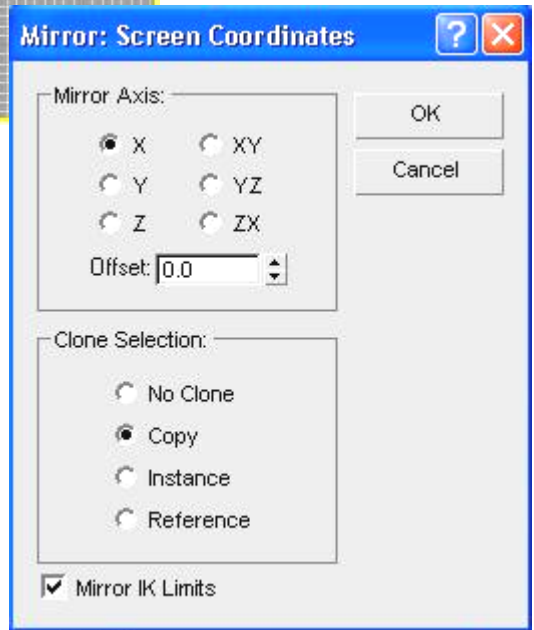 Mirror: Screen Coordinates
Mirror Axis:
OK
X XY
Cancel
Y YZ
Z ZX
Offset: 0.0
Clone Selection:
No Clone
Copy
Instance
Reference
Mirror IK Limits